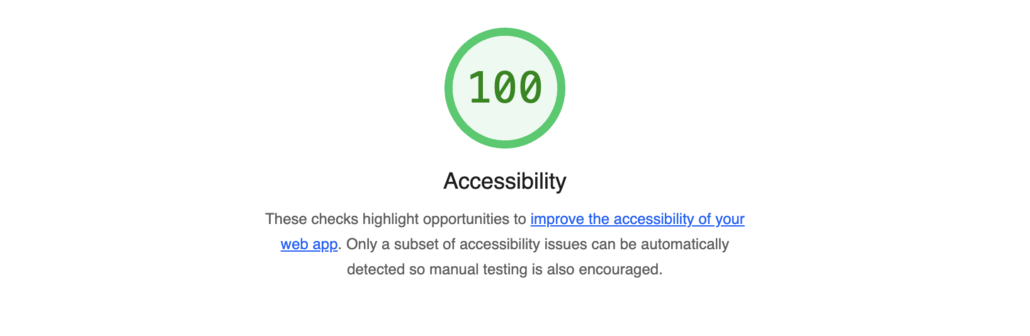 100
Accessibility
These checks highlight opportunities to improve the accessibility of your
web app. Only a subset of accessibility issues can be automatically
detected so manual testing is also encouraged.